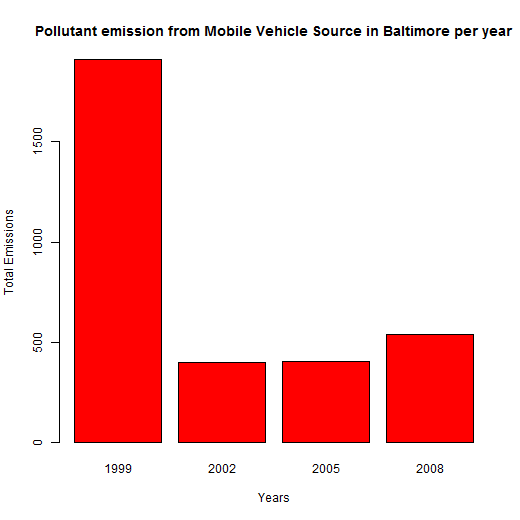 Pollutant emission from Mobile Vehicle Source in Baltimore per year
Total Emissions
1500
1000
500
0
1999 2002 2005 2008
Years